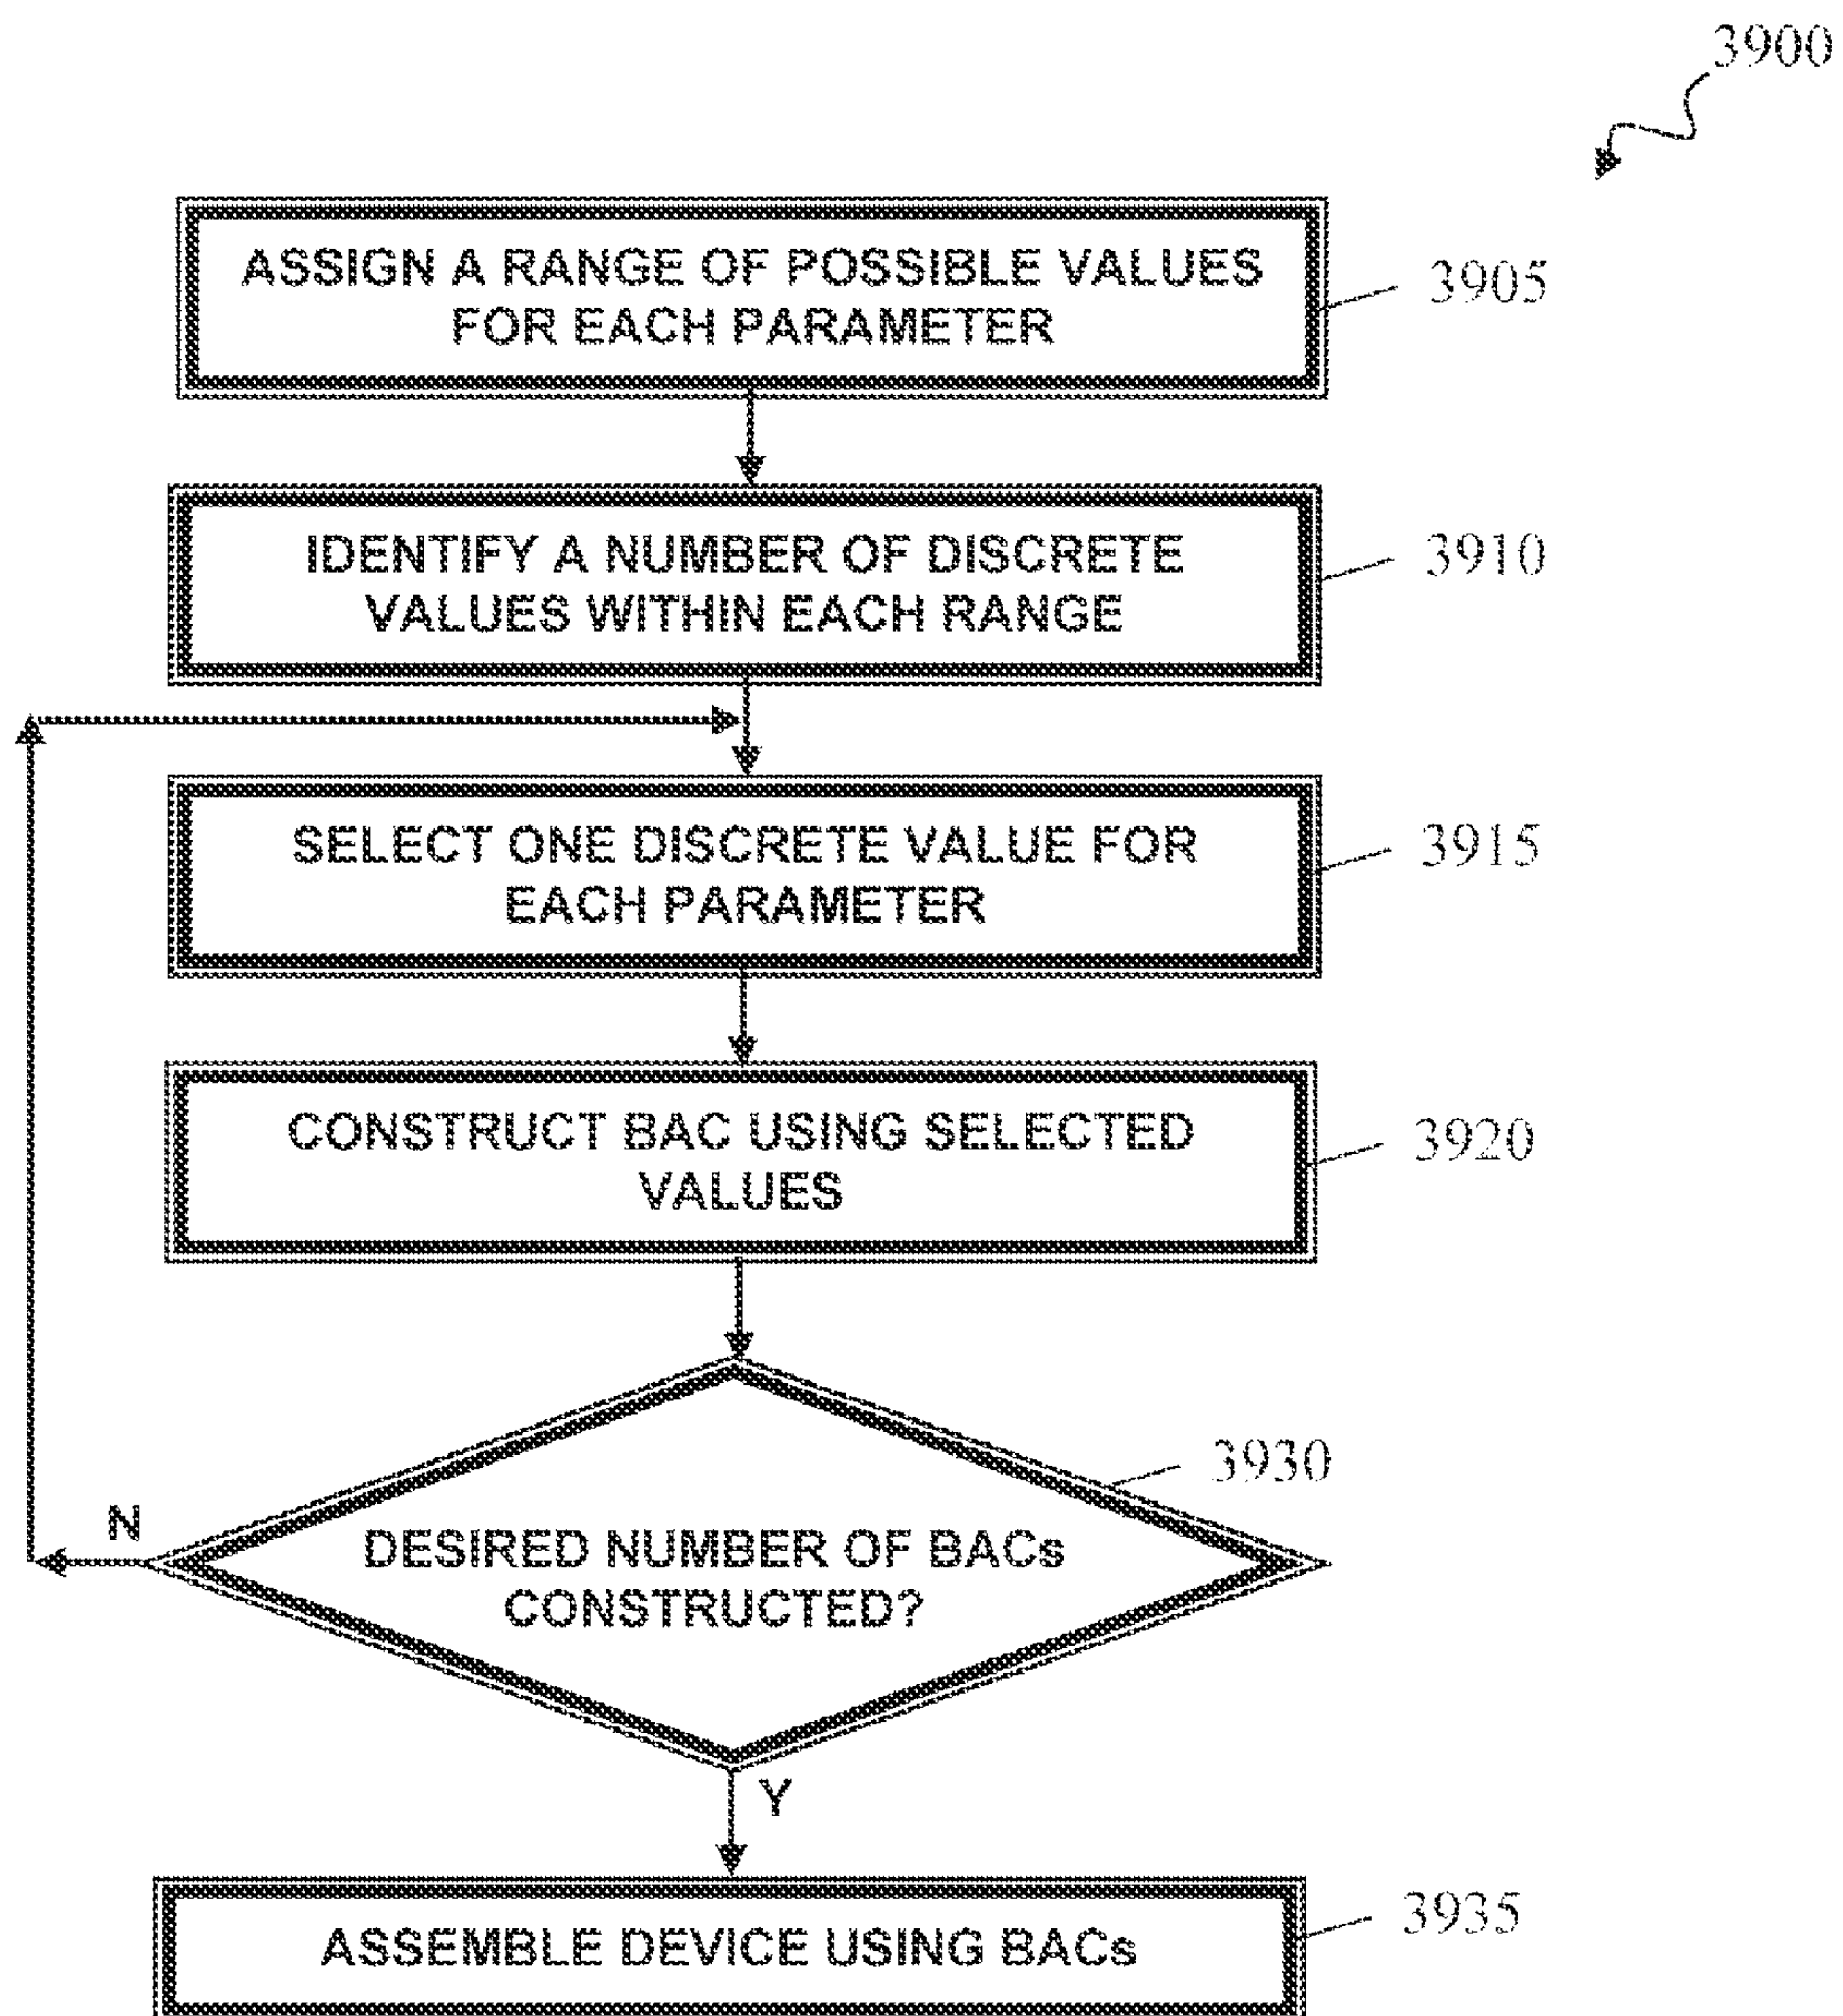 3900
ASSIGN A RANGE OF POSSIBLE VALUES
FOR EACH PARAMETER
3905
IDENTIFY A NUMBER OF DISCRETE
VALUES WITHIN EACH RANGE
3910
SELECT ONE DISCRETE VALUE FOR
EACH PARAMETER
3915
CONSTRUCT BAC USING SELECTED
VALUES
3920
3930
N
DESIRED NUMBER OF BACs
CONSTRUCTED?
Y
ASSEMBLE DEVICE USING BACs
3935